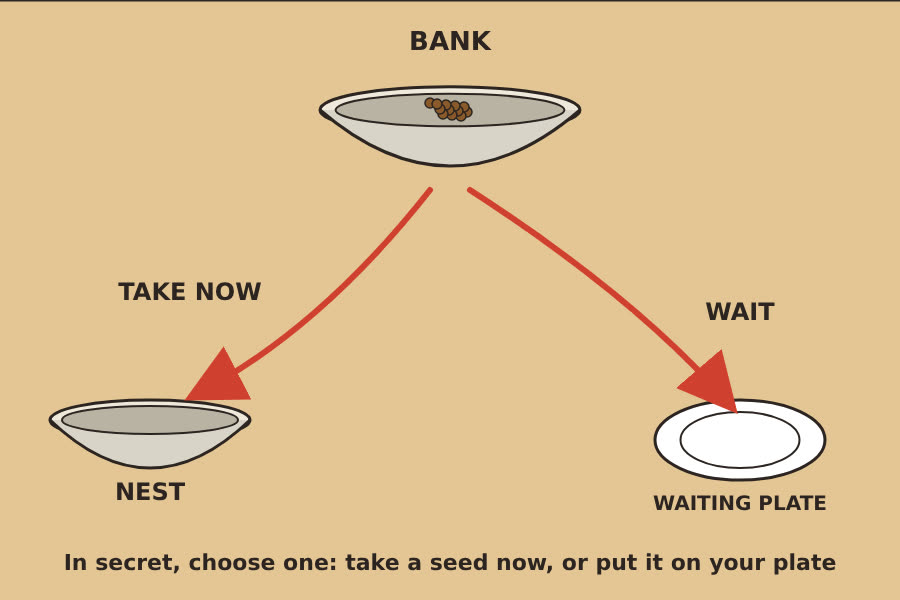 BANK
TAKE NOW
WAIT
NEST
WAITING PLATE
In secret, choose one: take a seed now, or put it on your plate